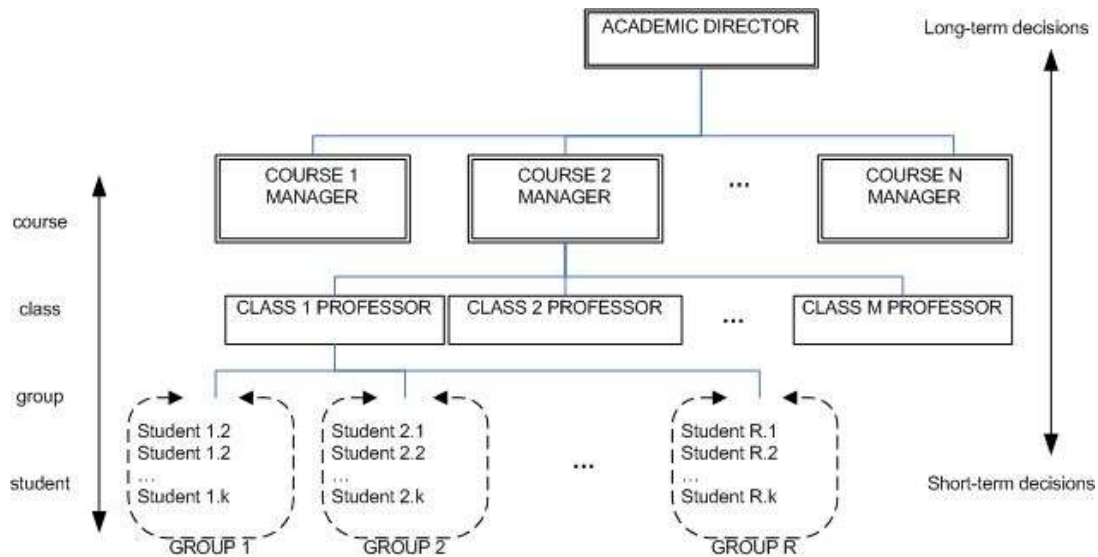 ACADEMIC DIRECTOR
Long-term decisions
COURSE 1
MANAGER
COURSE 2
MANAGER
...
COURSE N
MANAGER
course
class
CLASS 1 PROFESSOR
CLASS 2 PROFESSOR
...
CLASS M PROFESSOR
group
Student 1.2
Student 1.2
...
Student 1.k
GROUP 1
Student 2.1
Student 2.2
...
Student 2.k
GROUP 2
...
Student R.1
Student R.2
...
Student R.k
GROUP R
student
Short-term decisions